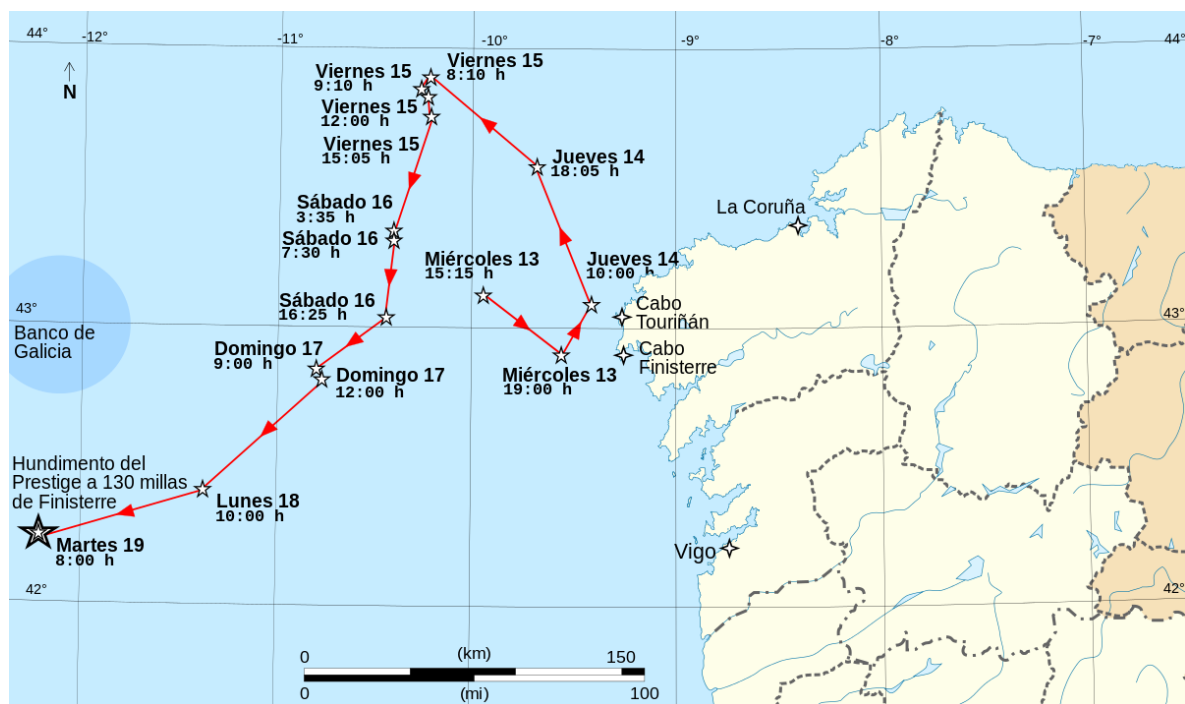 44°
-12°
-11°
-10°
-9°
-8°
-7°
44°
N
Viernes 15
9:10 h
Viernes 15
8:10 h
Viernes 15
12:00 h
Viernes 15
15:05 h
Jueves 14
18:05 h
Sábado 16
3:35 h
La Coruña
Sábado 16
7:30 h
Miércoles 13
15:15 h
Jueves 14
10:00 h
43°
Banco de
Galicia
Sábado 16
16:25 h
Cabo
Touriñán
43°
Domingo 17
9:00 h
Cabo
Finisterre
Domingo 17
12:00 h
Miércoles 13
19:00 h
Hundimento del
Prestige a 130 millas
de Finisterre
Lunes 18
10:00 h
Martes 19
8:00 h
Vigo
42°
42°
0
(km)
150
0
(mi)
100